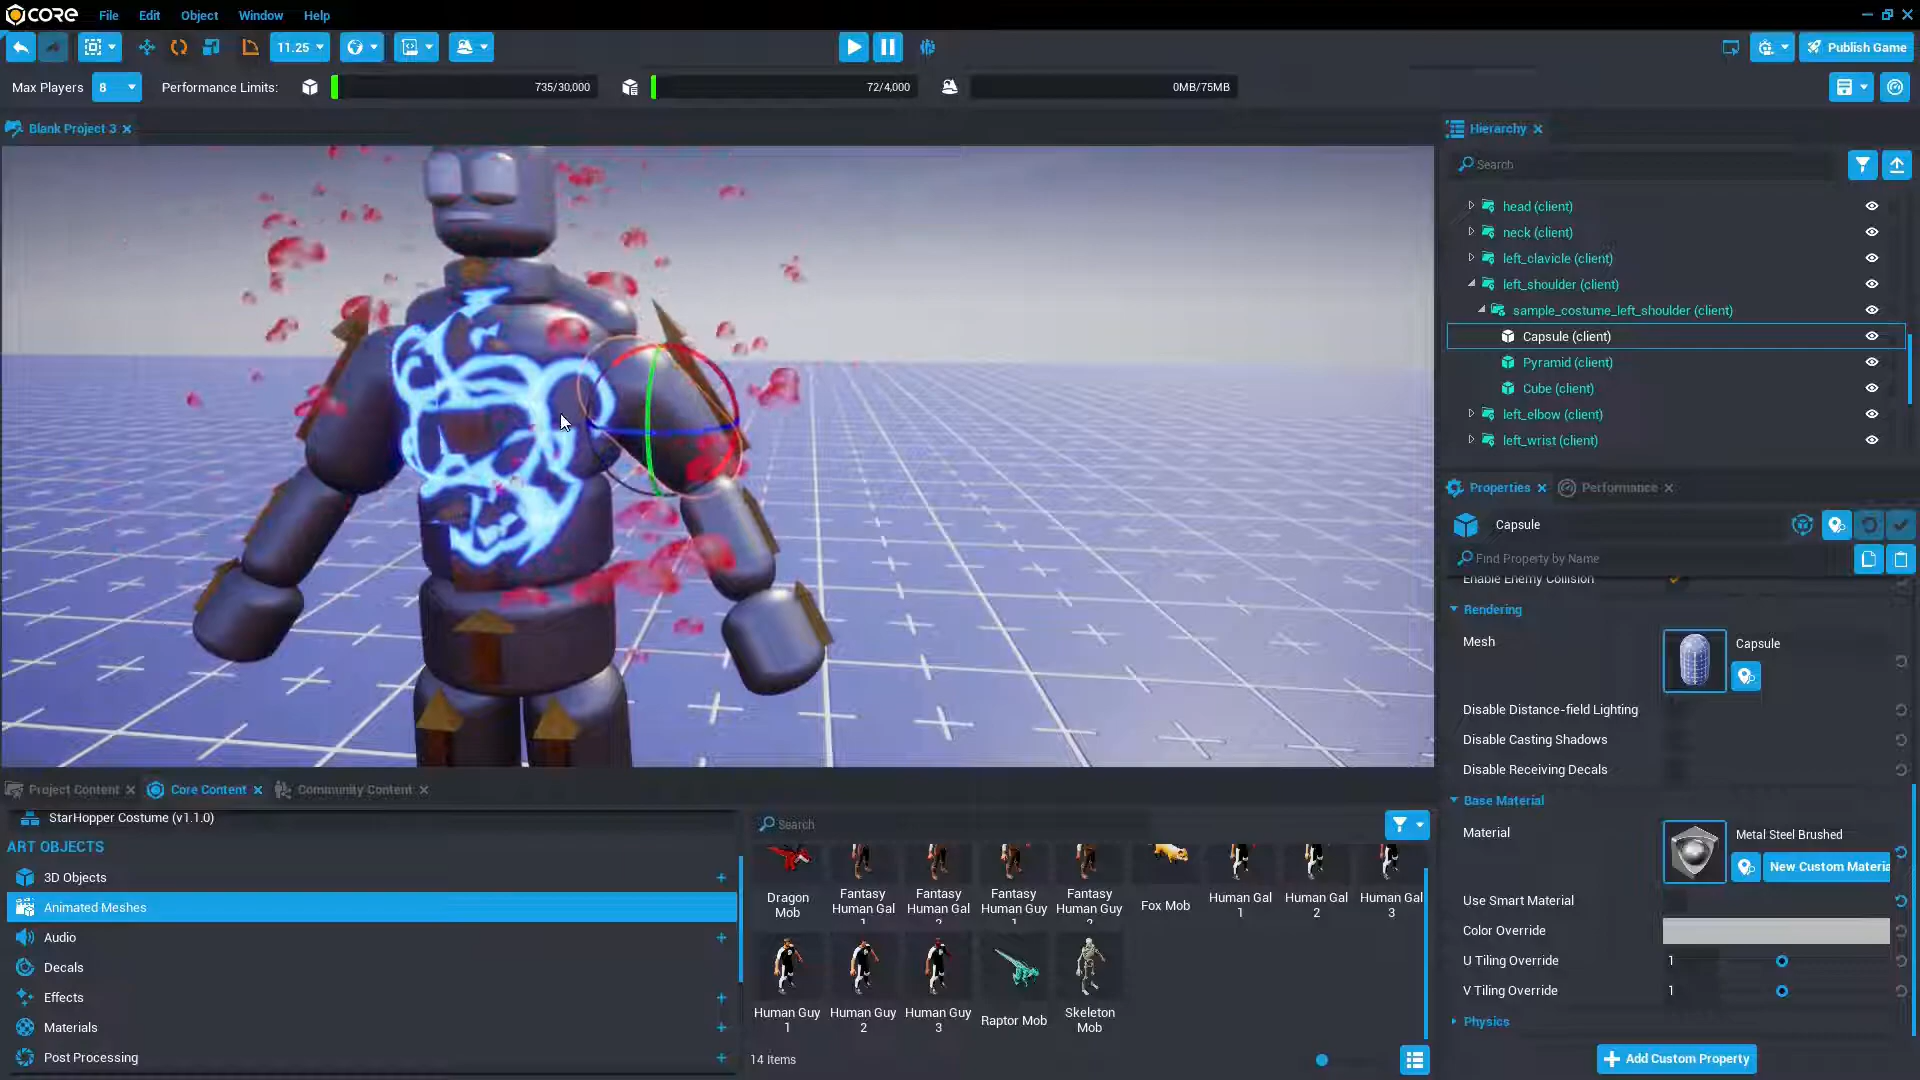 CORE
File Edit Object Window Help
11.25
Publish Game
Max Players 8 Performance Limits: 735/30,000 72/4,000 0MB/75MB
Blank Project 3
Hierarchy
Search
head (client)
neck (client)
left_clavicle (client)
left_shoulder (client)
sample_costume_left_shoulder (client)
Capsule (client)
Pyramid (client)
Cube (client)
left_elbow (client)
left_wrist (client)
Properties Performance
Capsule
Find Property by Name
Enable Enemy Collision
Rendering
Mesh Capsule
Disable Distance-field Lighting
Disable Casting Shadows
Disable Receiving Decals
Base Material
Material Metal Steel Brushed
New Custom Materia
Use Smart Material
Color Override
U Tiling Override 1
V Tiling Override 1
Physics
Add Custom Property
Project Content Core Content Community Content
StarHopper Costume (v1.1.0)
ART OBJECTS
3D Objects
Animated Meshes
Audio
Decals
Effects
Materials
Post Processing
Search
Dragon Mob
Fantasy Human Gal 1
Fantasy Human Gal 2
Fantasy Human Guy 1
Fantasy Human Guy 2
Fox Mob
Human Gal 1
Human Gal 2
Human Gal 3
Human Guy 1
Human Guy 2
Human Guy 3
Raptor Mob
Skeleton Mob
14 Items